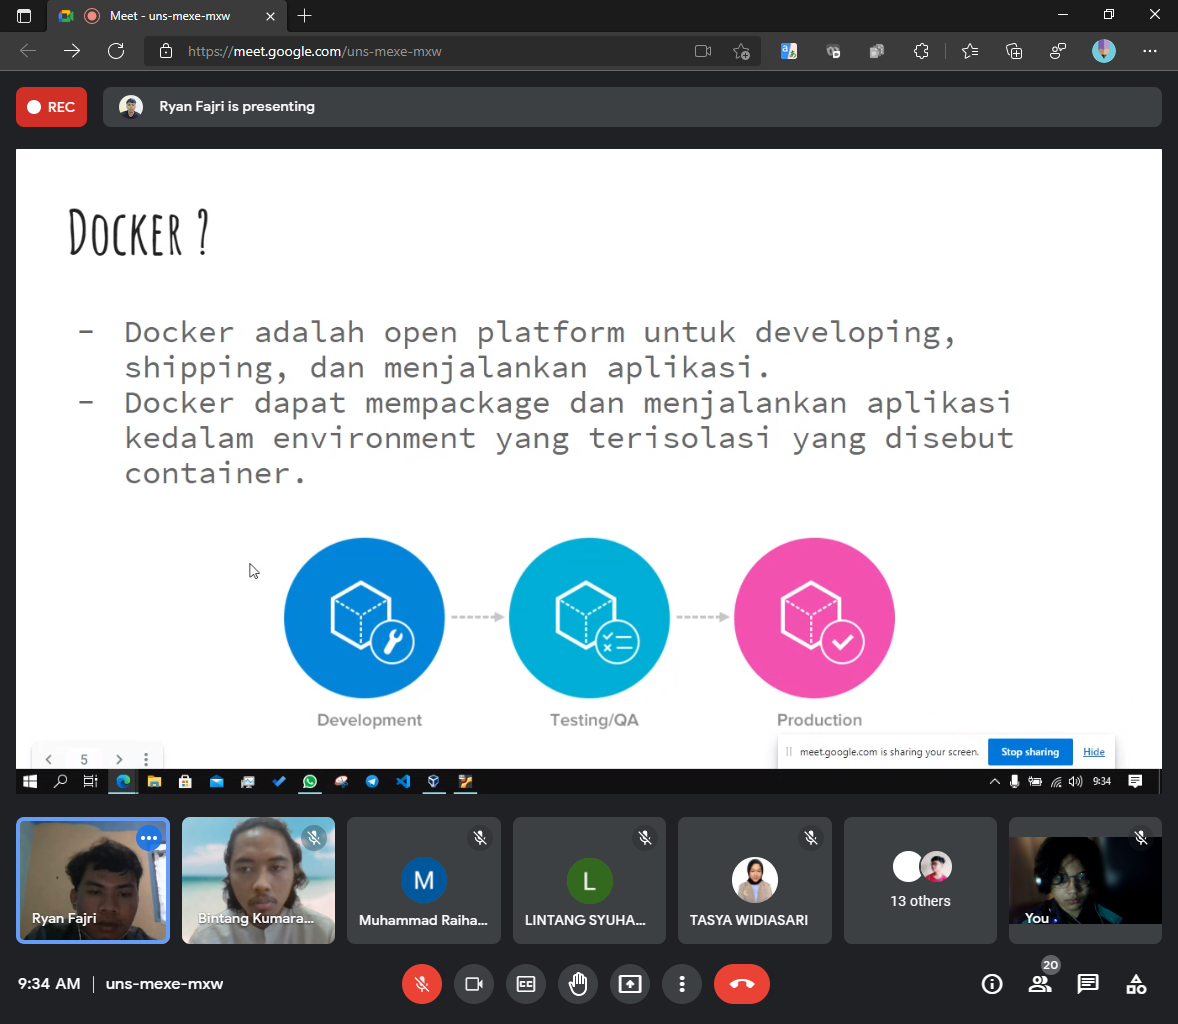 Meet - uns-mexe-mxw
https://meet.google.com/uns-mexe-mxw
REC
Ryan Fajri is presenting
DOCKER ?
- Docker adalah open platform untuk developing,
shipping, dan menjalankan aplikasi.
- Docker dapat mempackage dan menjalankan aplikasi
kedalam environment yang terisolasi yang disebut
container.
Development
Testing/QA
Production
5
meet.google.com is sharing your screen.
Stop sharing
Hide
9:34
Ryan Fajri
Bintang Kumara...
M
Muhammad Raiha...
L
LINTANG SYUHA...
TASYA WIDIASARI
13 others
You
9:34 AM | uns-mexe-mxw
20